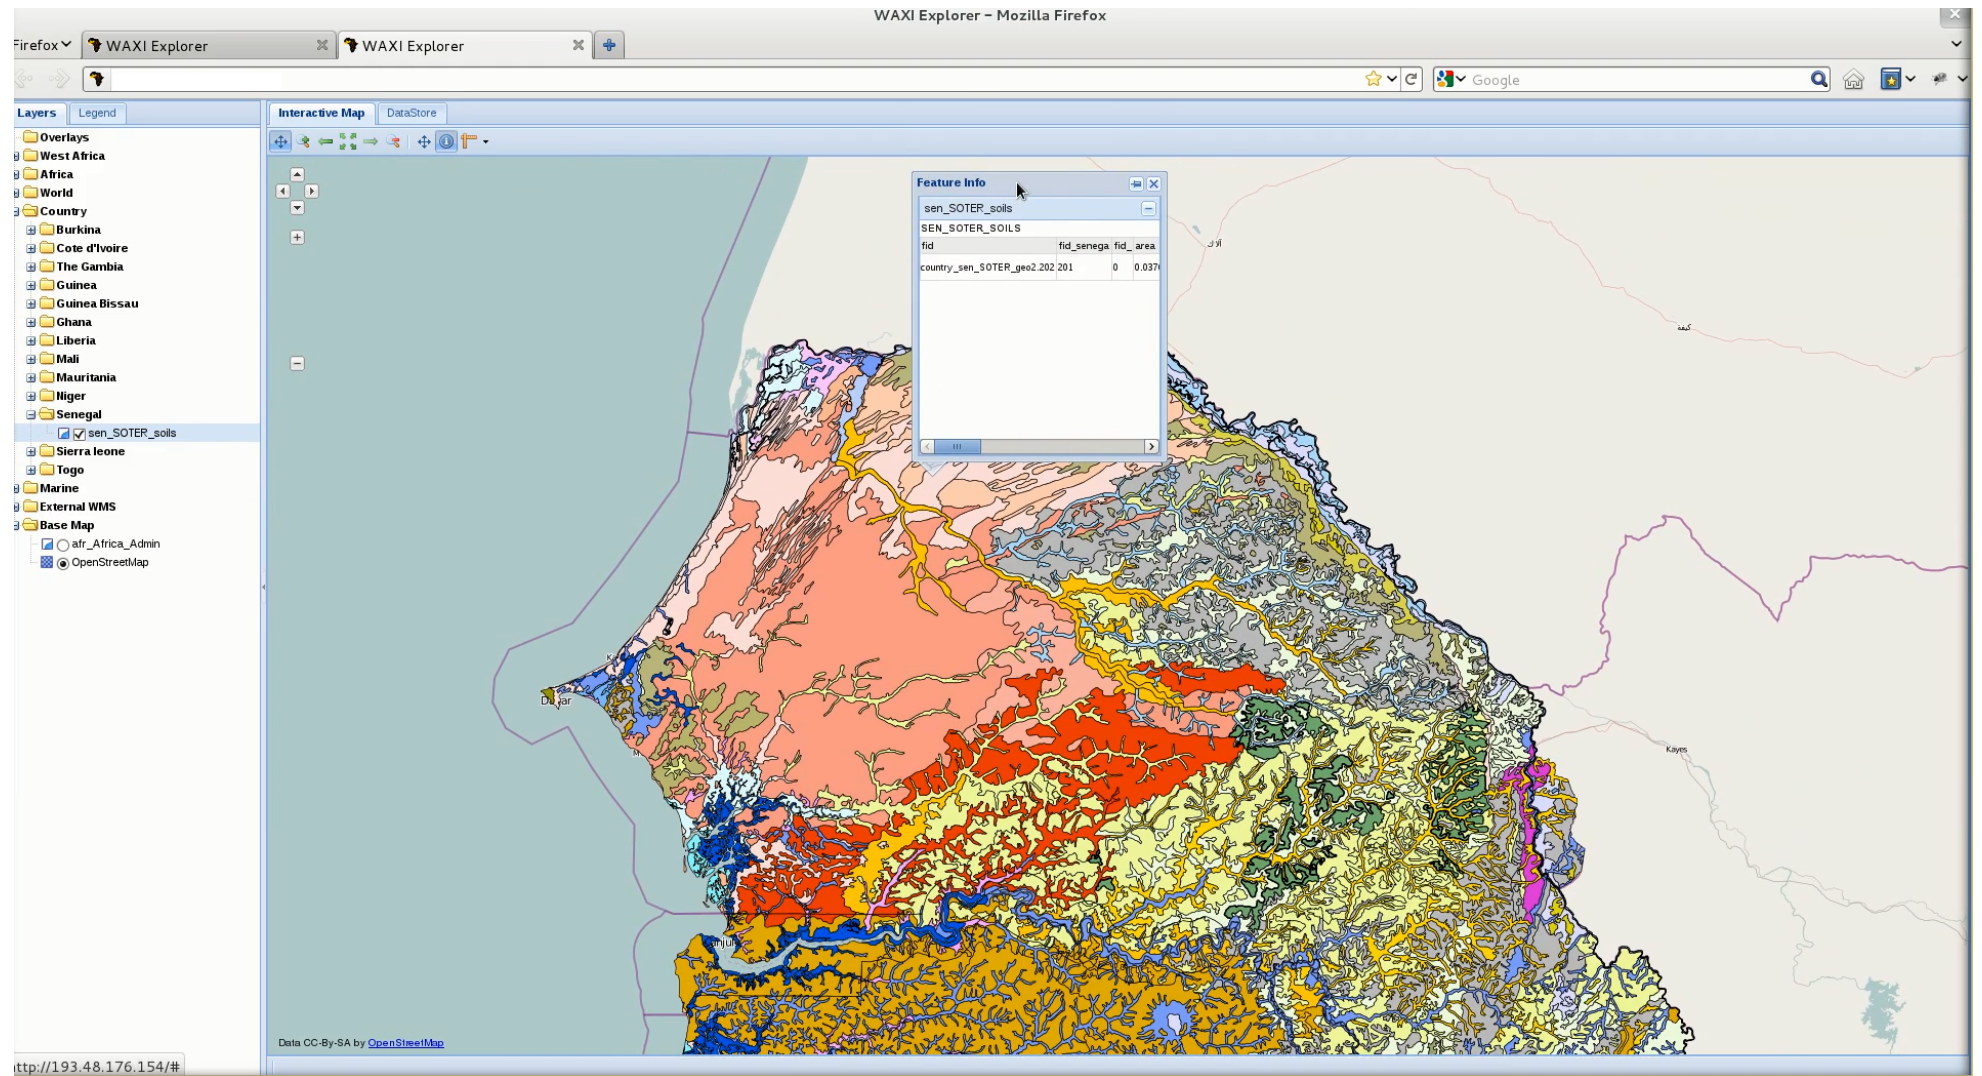 WAXI Explorer – Mozilla Firefox
Firefox
WAXI Explorer
WAXI Explorer
Google
Layers
Legend
Interactive Map
DataStore
Overlays
West Africa
Africa
World
Country
Burkina
Cote d'Ivoire
The Gambia
Guinea
Guinea Bissau
Ghana
Liberia
Mali
Mauritania
Niger
Senegal
sen_SOTER_soils
Sierra leone
Togo
Marine
External WMS
Base Map
afr_Africa_Admin
OpenStreetMap
Feature Info
sen_SOTER_soils
SEN_SOTER_SOILS
fid fid_senega fid_ area
country_sen_SOTER_geo2.202 201 0 0.037
كيفة
Kayes
Data CC-By-SA by OpenStreetMap
ttp://193.48.176.154/#